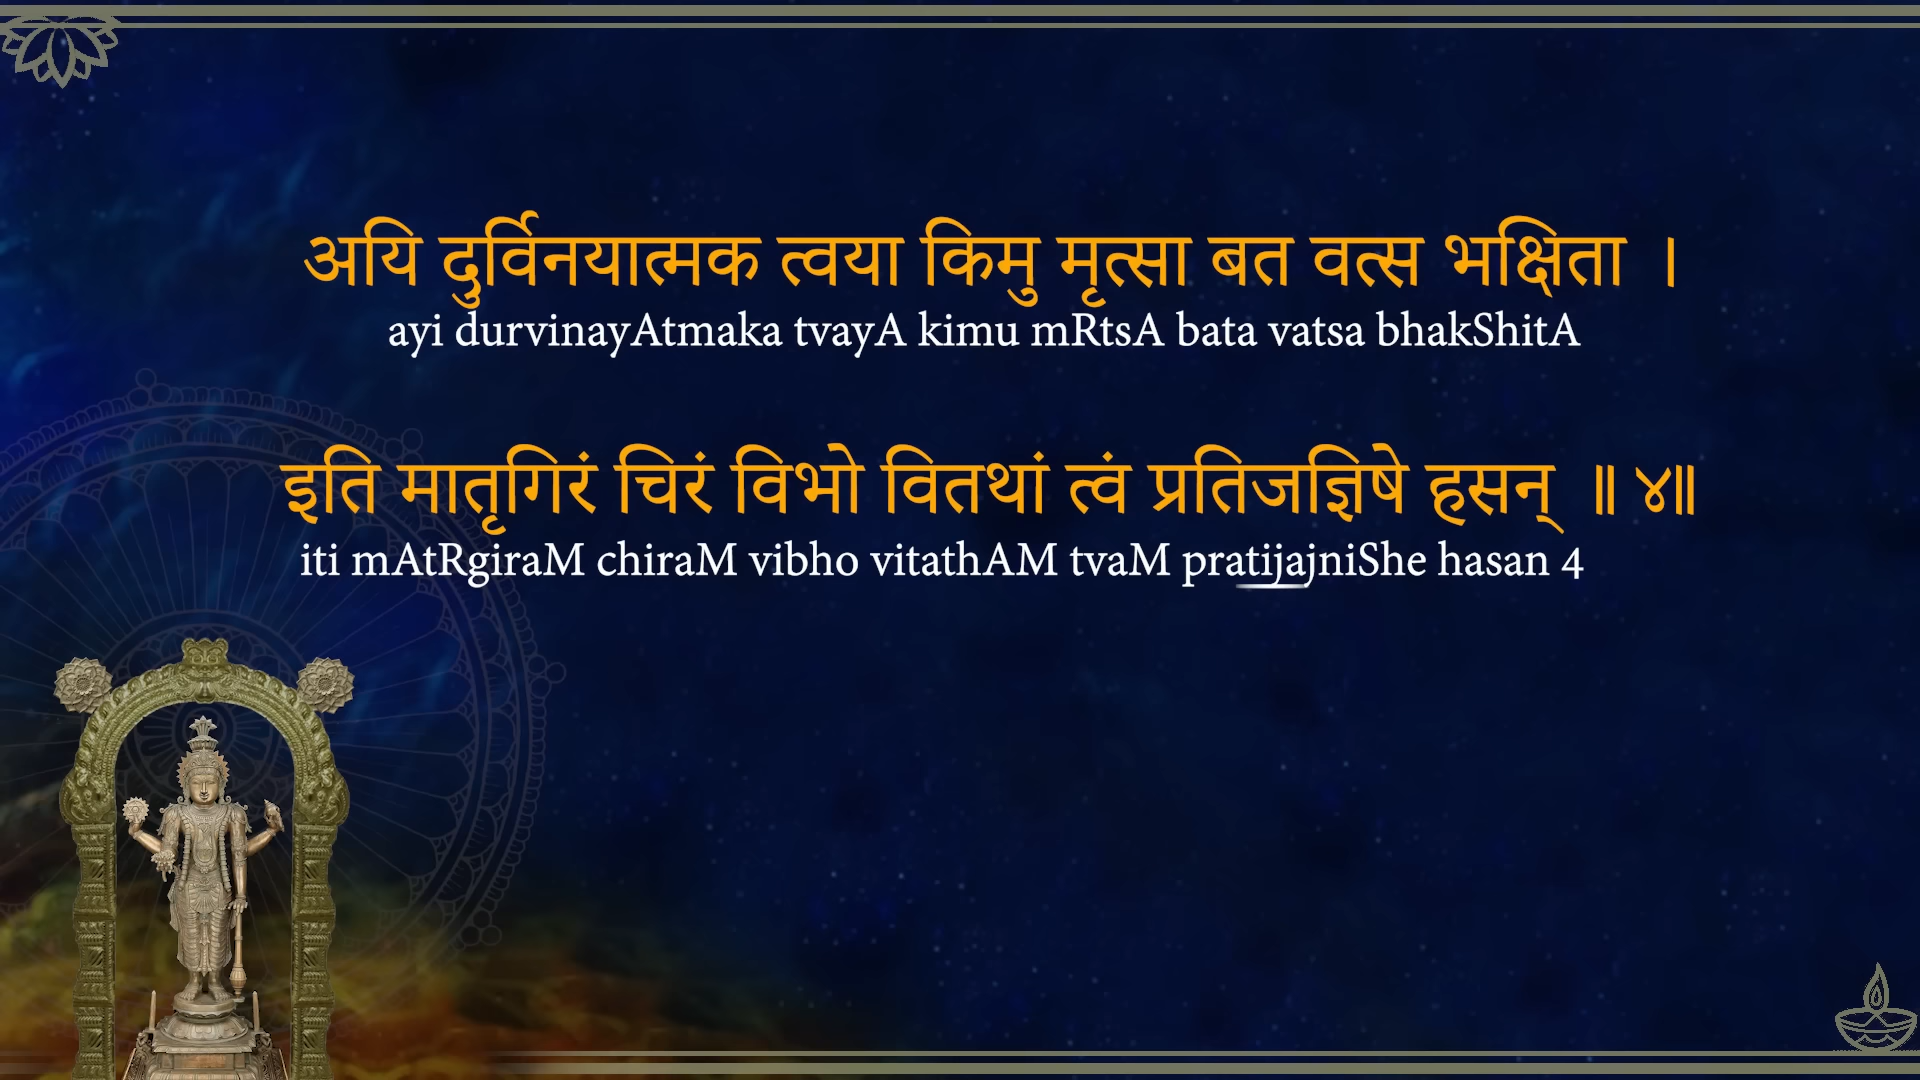 अयि दुर्विनयात्मक त्वया किमु मृत्सा बत वत्स भक्षिता ।
ayi durvinayAtmaka tvayA kimu mRtsA bata vatsa bhakShitA
इति मातृगिरं चिरं विभो वितथां त्वं प्रतिजज्ञिषे हसन् ॥ ४॥
iti mAtRgiraM chiraM vibho vitathAM tvaM pratijajniShe hasan 4